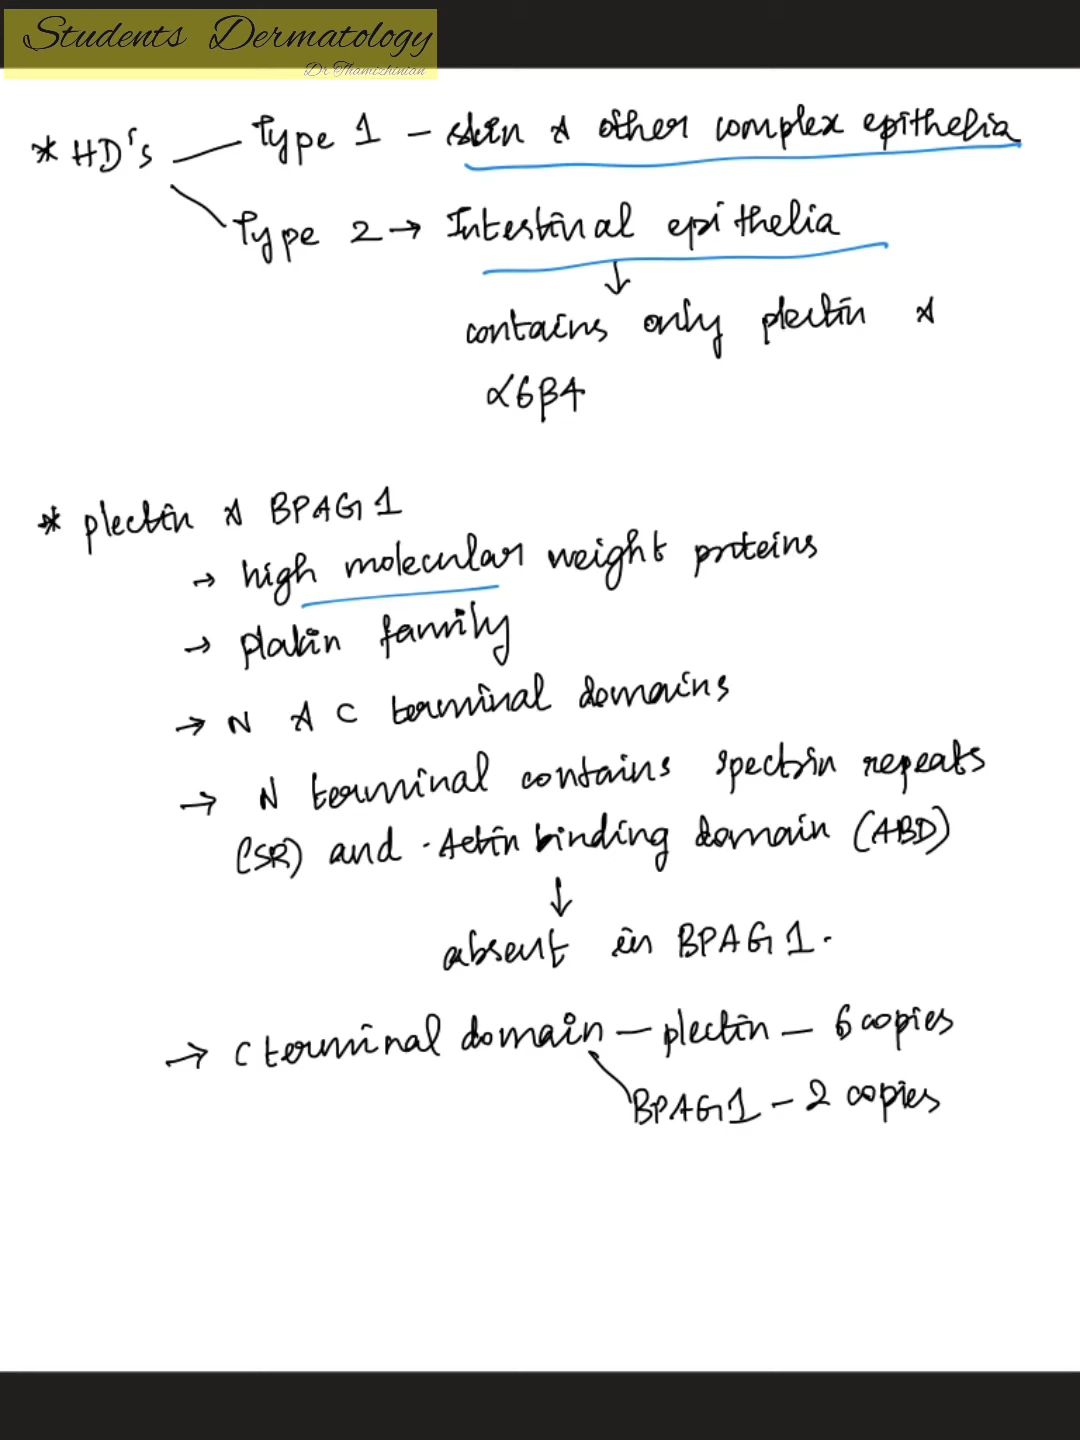 Students Dermatology
Dr Thamizhinian
* HD's — Type 1 - skin & other complex epithelia
Type 2 → Intestinal epithelia
↓
contains only plectin &
α6β4
* plectin & BPAG1
→ high molecular weight proteins
→ plakin family
→ N & C terminal domains
→ N terminal contains spectrin repeats
(SR) and Actin binding domain (ABD)
↓
absent in BPAG1.
→ C terminal domain — plectin — 6 copies
BPAG1 - 2 copies